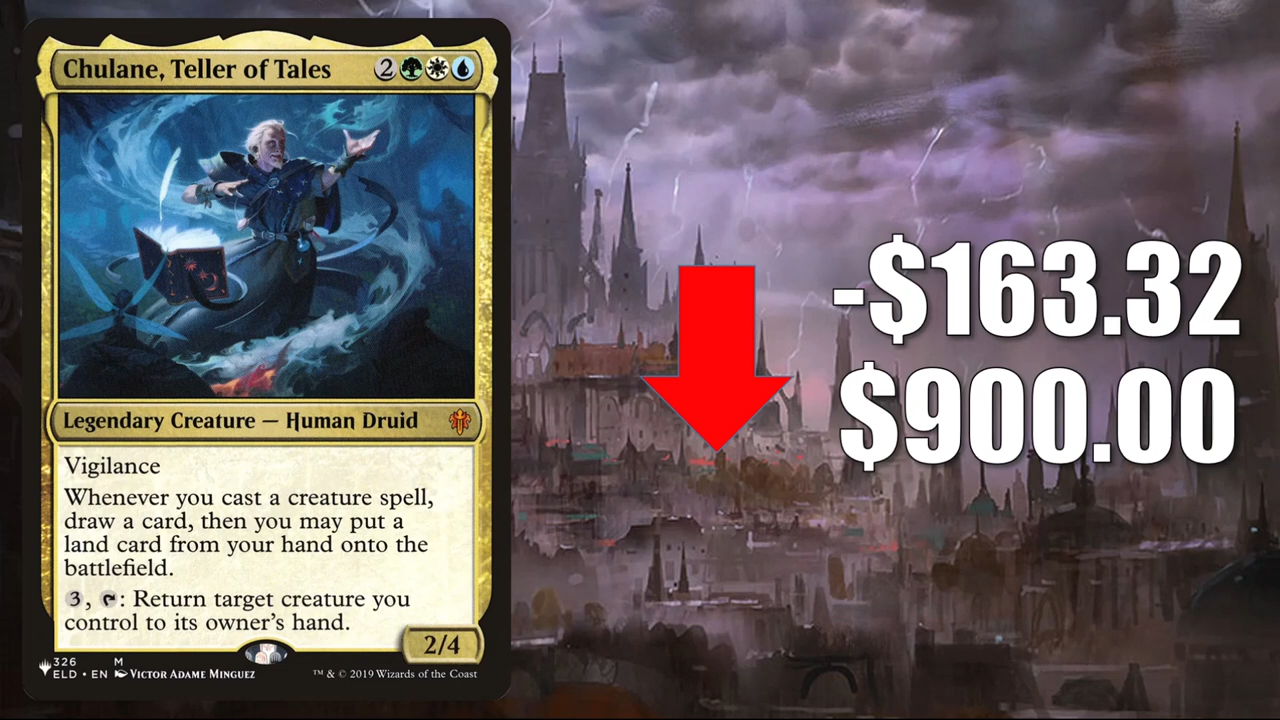 Chulane, Teller of Tales 2
Legendary Creature — Human Druid
Vigilance
Whenever you cast a creature spell,
draw a card, then you may put a
land card from your hand onto the
battlefield.
3, : Return target creature you
control to its owner's hand.
2/4
326 M
ELD • EN Victor Adame Minguez
™ & © 2019 Wizards of the Coast
-$163.32
$900.00